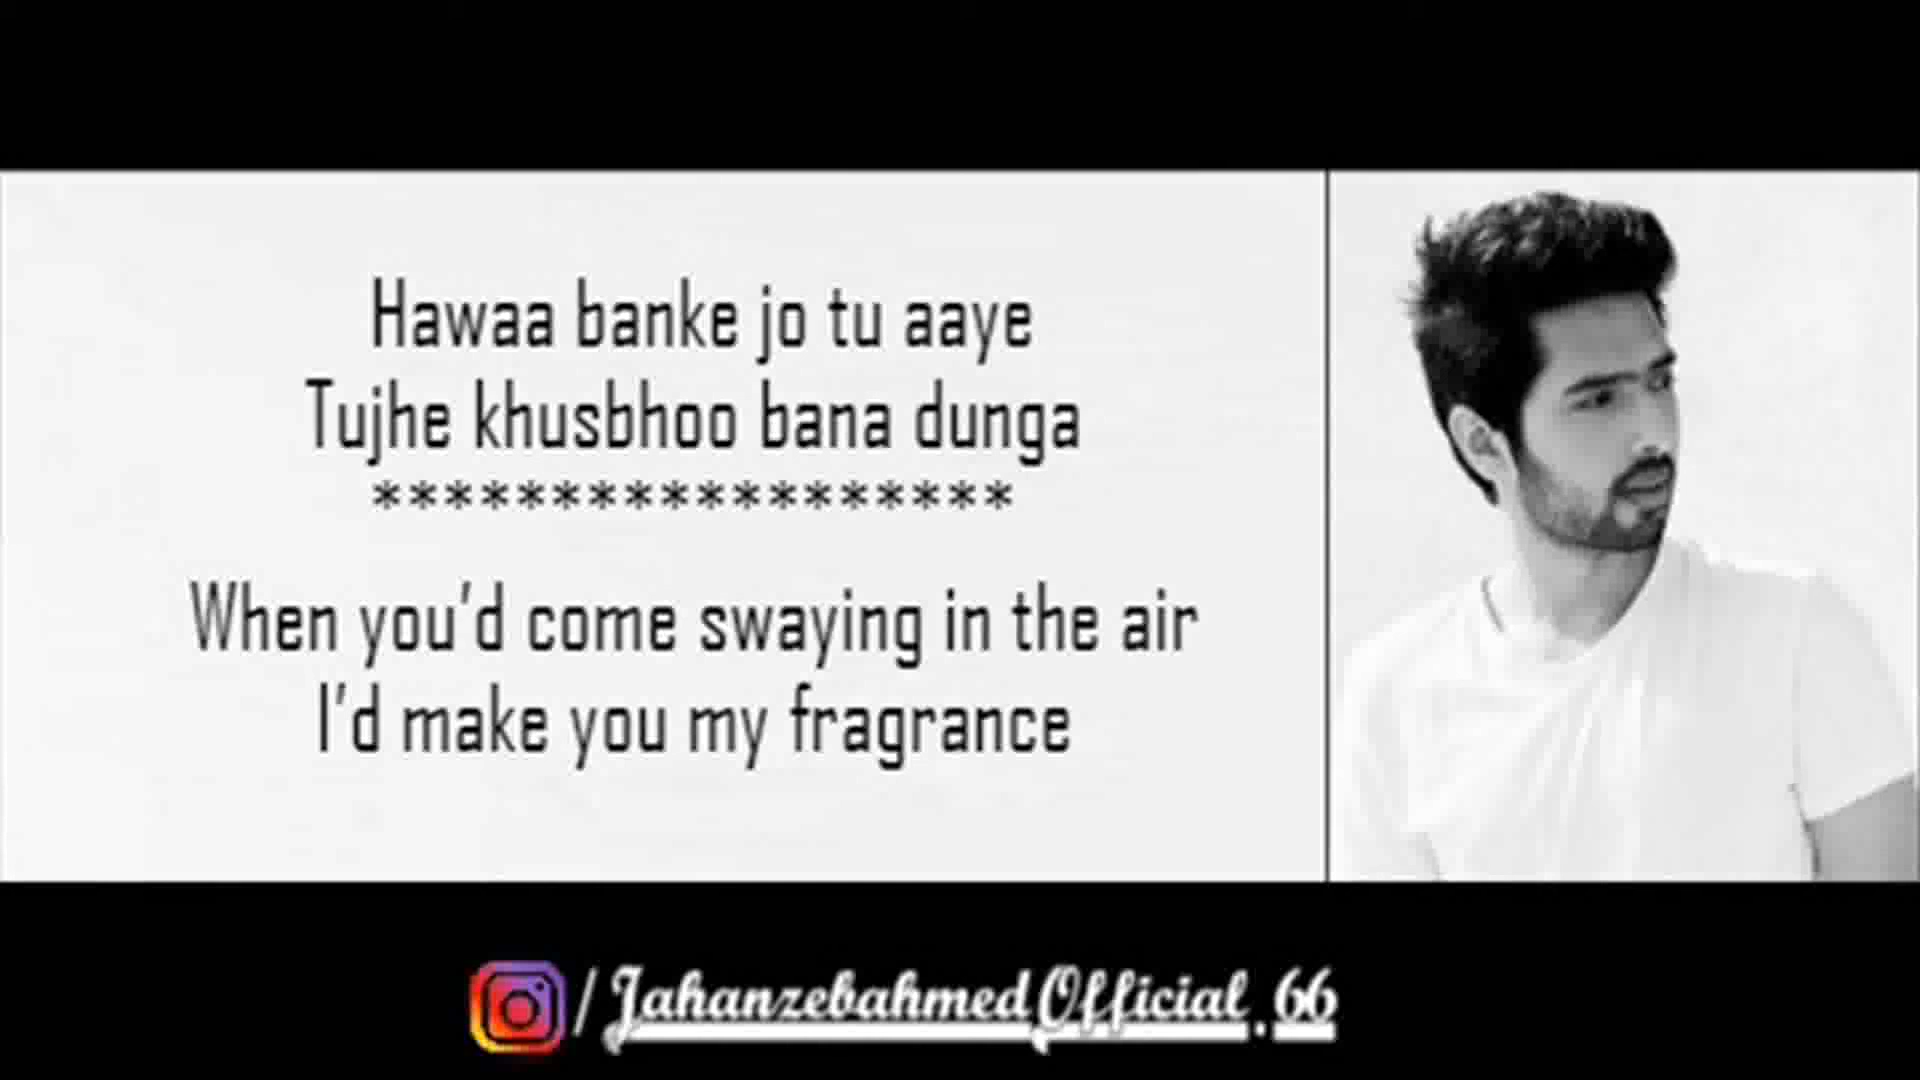 Hawaa banke jo tu aaye
Tujhe khusbhoo bana dunga
******************
When you'd come swaying in the air
I'd make you my fragrance
/JahanzebahmedOfficial.66